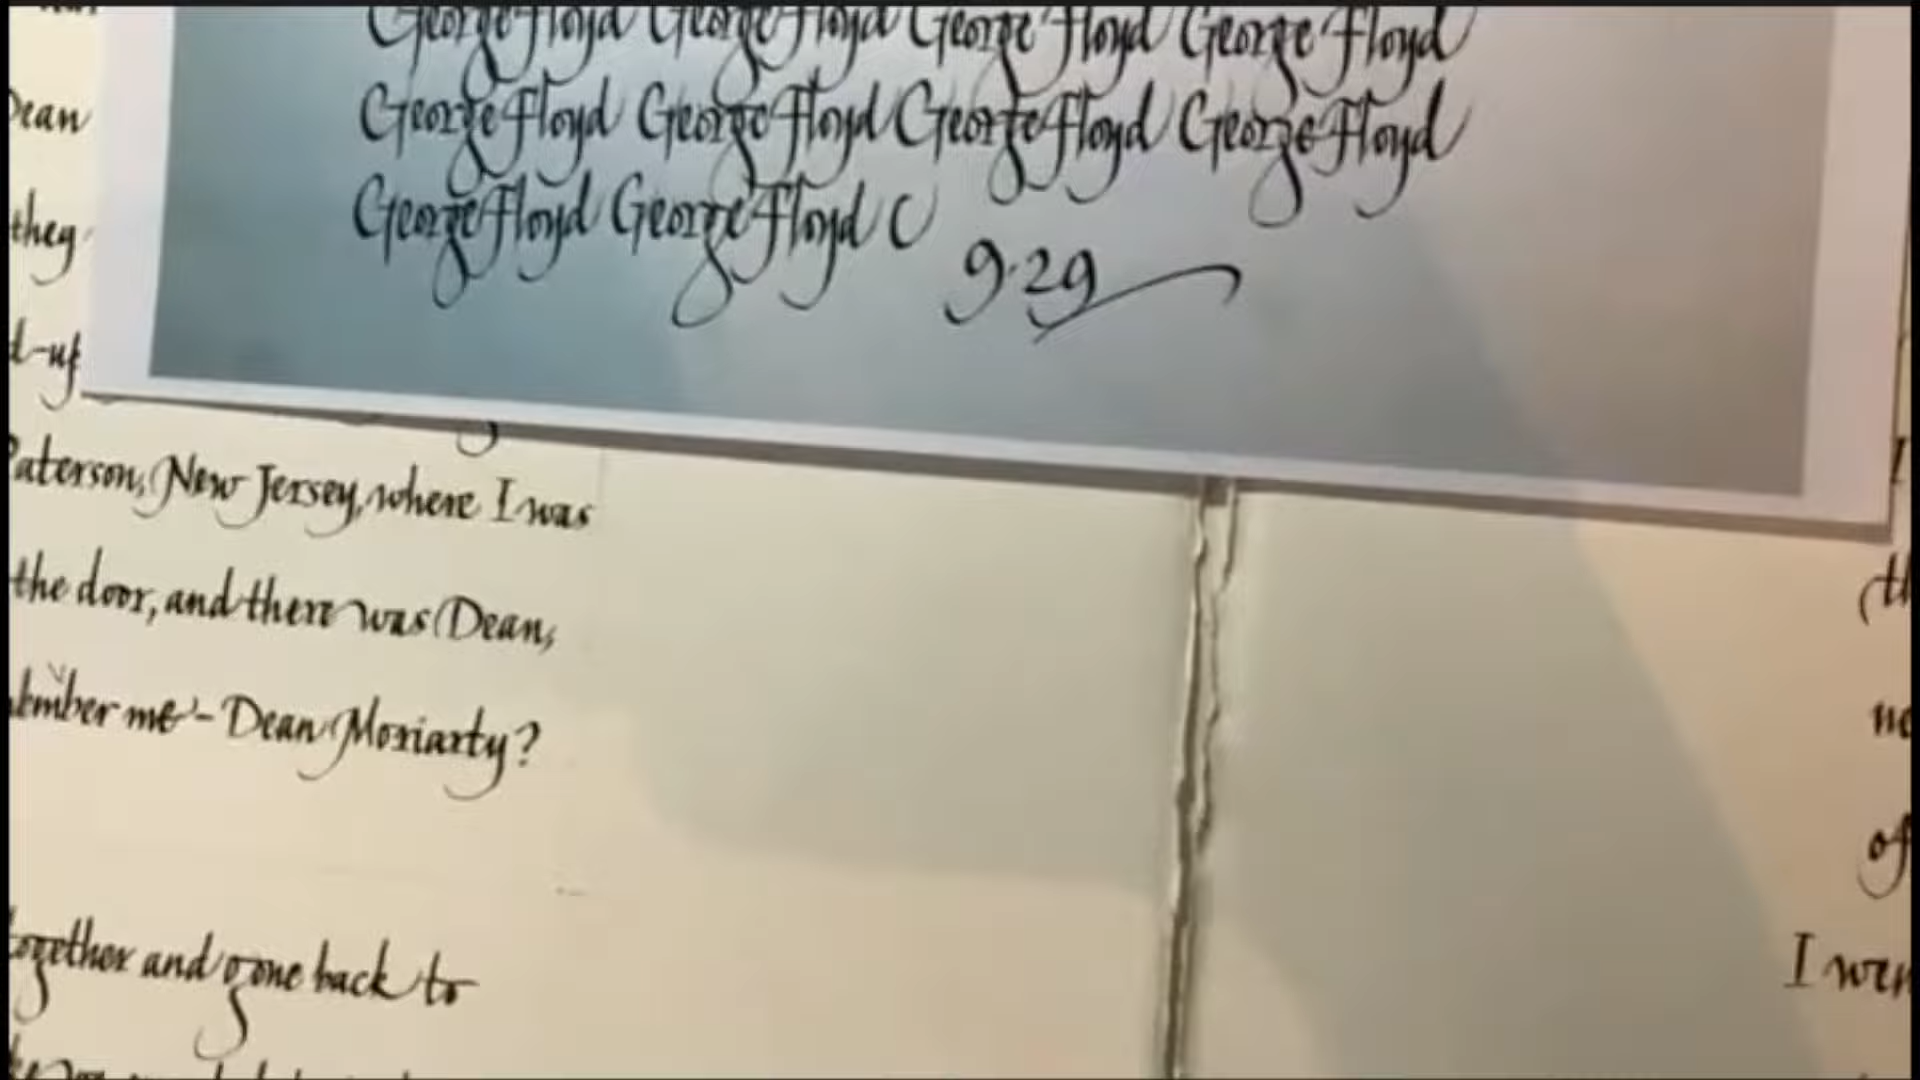 George Floyd George Floyd George Floyd George Floyd
George Floyd George Floyd George Floyd George Floyd
George Floyd George Floyd C
9.29
they
d-up
Paterson, New Jersey, where I was
the door, and there was Dean,
me - Dean Moriarty?
together and gone back to
of
I